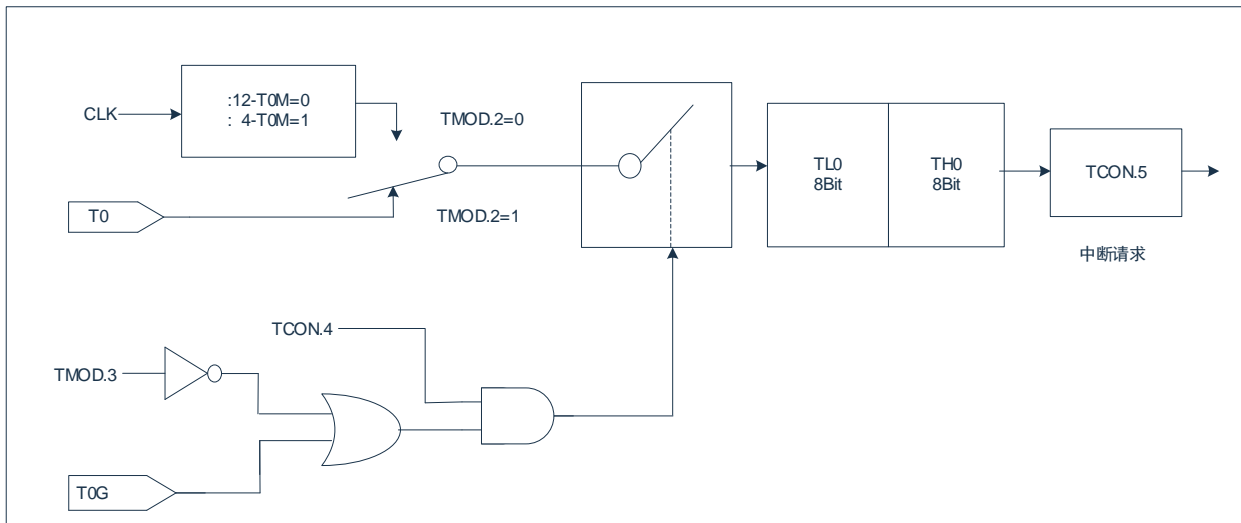 CLK
:12-T0M=0
: 4-T0M=1
TMOD.2=0
T0
TMOD.2=1
TL0
8Bit
TH0
8Bit
TCON.5
中断请求
TCON.4
TMOD.3
T0G